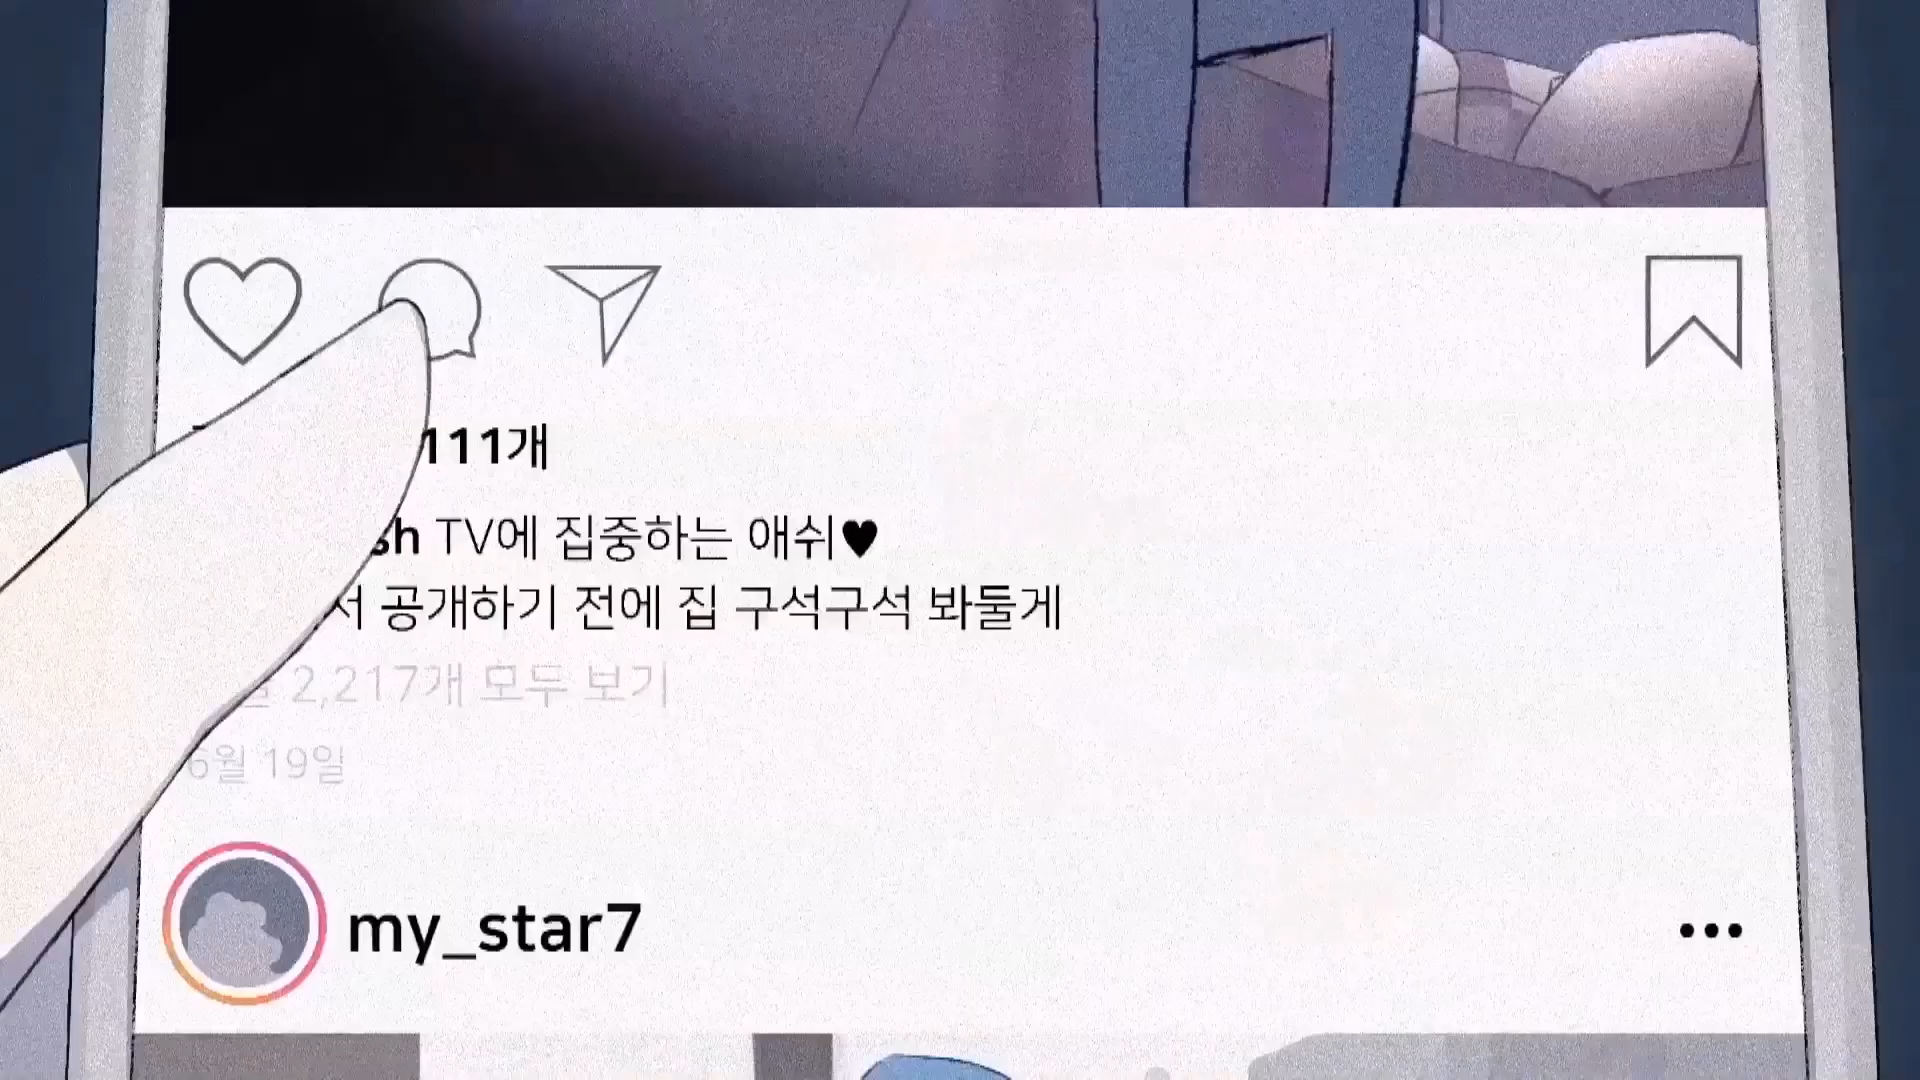 111개
sh TV에 집중하는 애쉬♥
서 공개하기 전에 집 구석구석 봐둘게
2,217개 모두 보기
6월 19일
my_star7